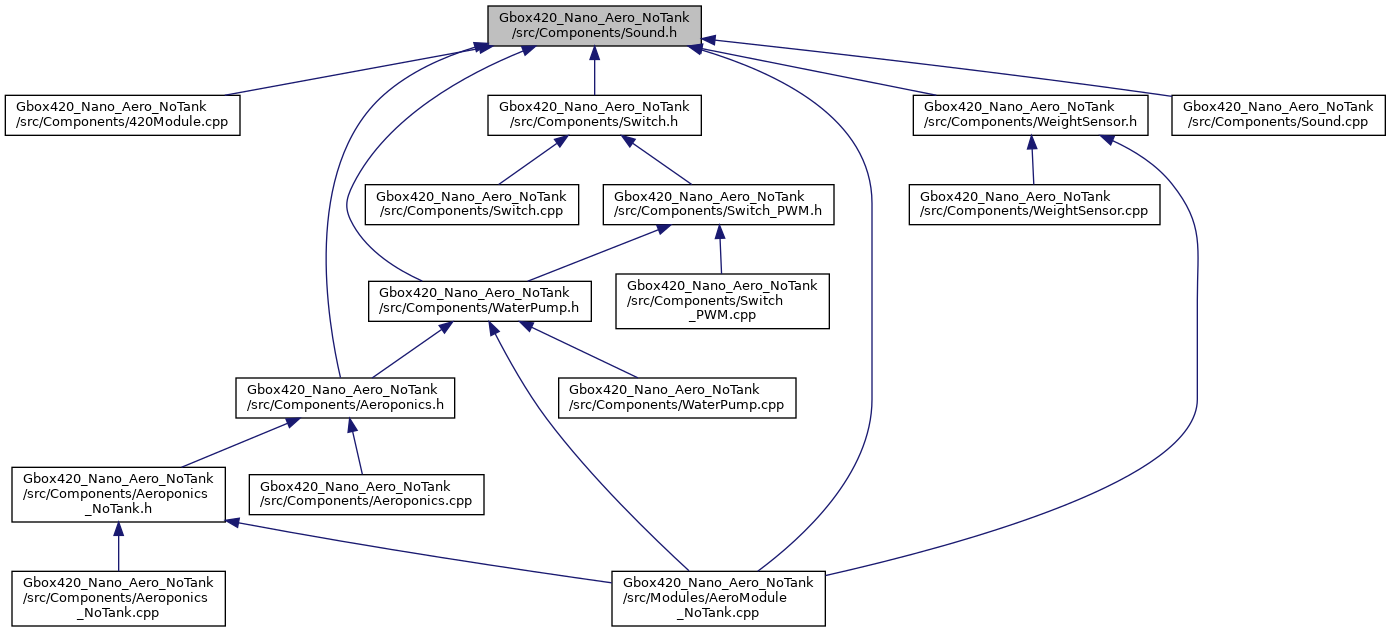 Gbox420_Nano_Aero_NoTank
/src/Components/Sound.h
Gbox420_Nano_Aero_NoTank
/src/Components/420Module.cpp
Gbox420_Nano_Aero_NoTank
/src/Components/Switch.h
Gbox420_Nano_Aero_NoTank
/src/Components/WeightSensor.h
Gbox420_Nano_Aero_NoTank
/src/Components/Sound.cpp
Gbox420_Nano_Aero_NoTank
/src/Components/Switch.cpp
Gbox420_Nano_Aero_NoTank
/src/Components/Switch_PWM.h
Gbox420_Nano_Aero_NoTank
/src/Components/WeightSensor.cpp
Gbox420_Nano_Aero_NoTank
/src/Components/WaterPump.h
Gbox420_Nano_Aero_NoTank
/src/Components/Switch
_PWM.cpp
Gbox420_Nano_Aero_NoTank
/src/Components/Aeroponics.h
Gbox420_Nano_Aero_NoTank
/src/Components/WaterPump.cpp
Gbox420_Nano_Aero_NoTank
/src/Components/Aeroponics
_NoTank.h
Gbox420_Nano_Aero_NoTank
/src/Components/Aeroponics.cpp
Gbox420_Nano_Aero_NoTank
/src/Components/Aeroponics
_NoTank.cpp
Gbox420_Nano_Aero_NoTank
/src/Modules/AeroModule
_NoTank.cpp